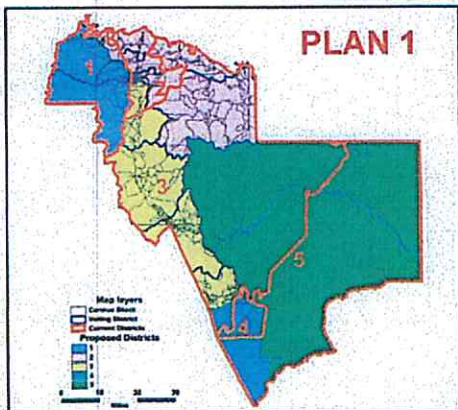 PLAN 1
1
3
5
4
Map layers
Census Block
Voting District
Current Districts
Proposed Districts
1
2
3
4
5